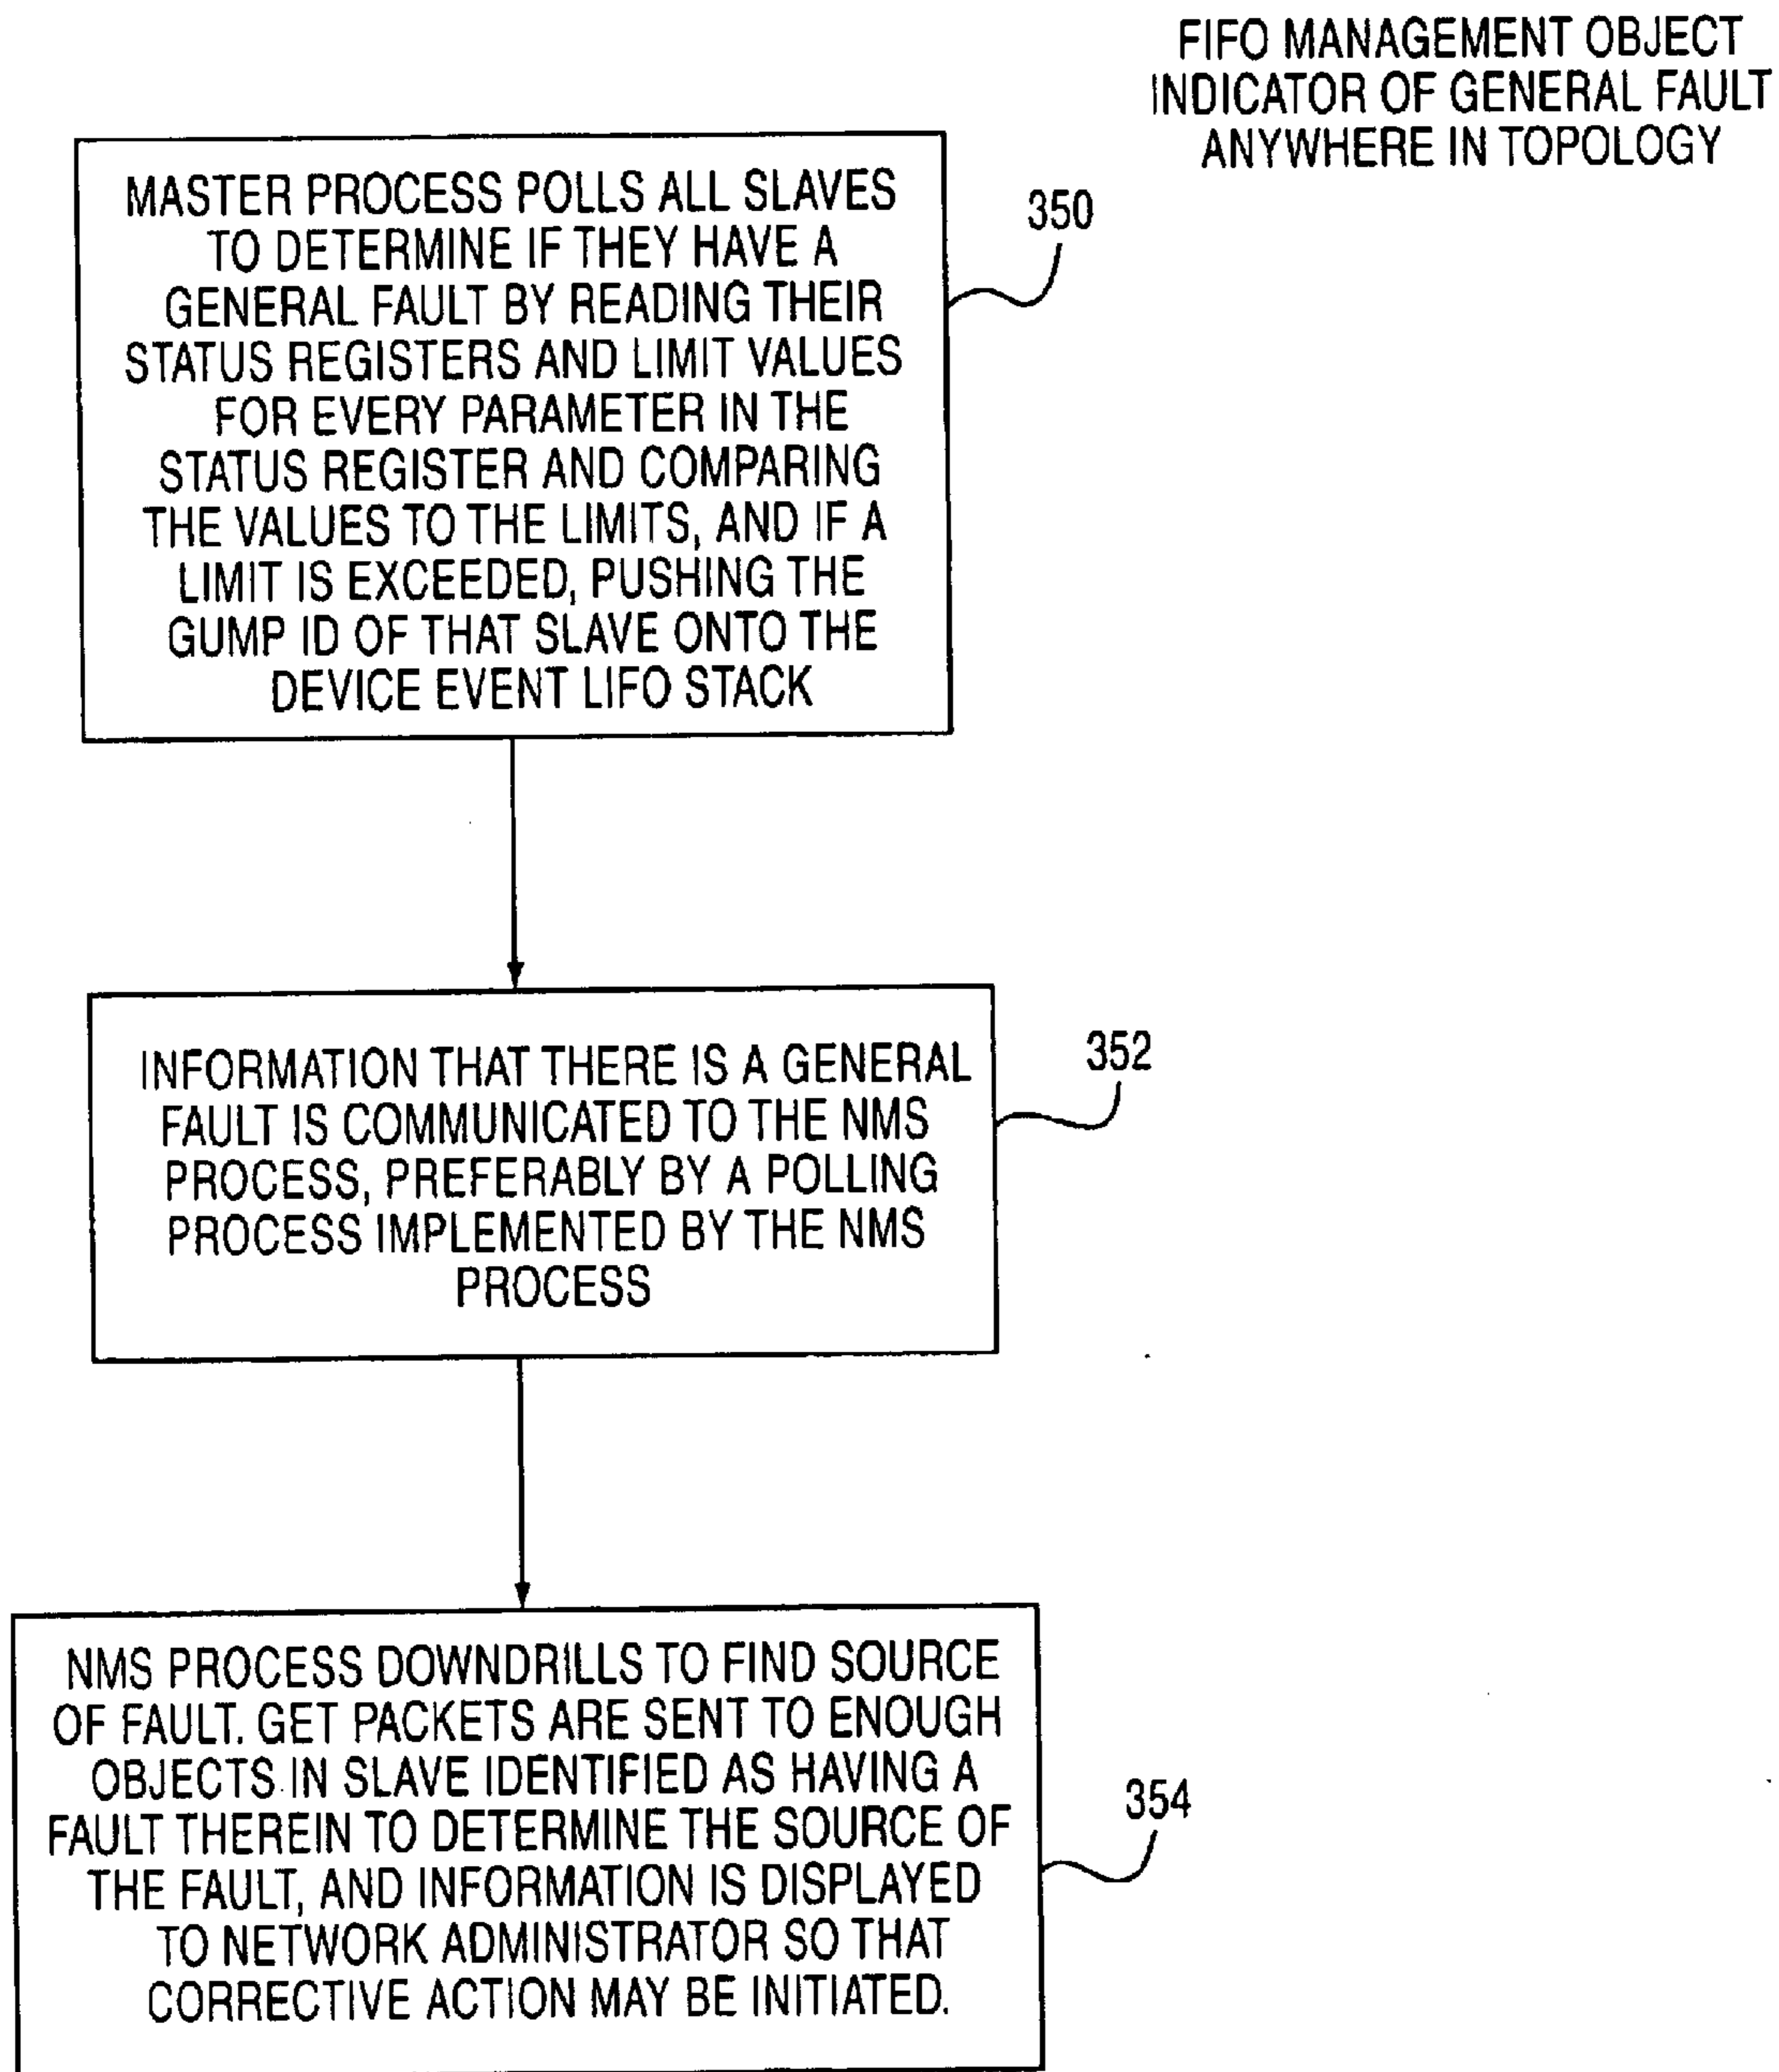 FIFO MANAGEMENT OBJECT
INDICATOR OF GENERAL FAULT
ANYWHERE IN TOPOLOGY
MASTER PROCESS POLLS ALL SLAVES
TO DETERMINE IF THEY HAVE A
GENERAL FAULT BY READING THEIR
STATUS REGISTERS AND LIMIT VALUES
FOR EVERY PARAMETER IN THE
STATUS REGISTER AND COMPARING
THE VALUES TO THE LIMITS, AND IF A
LIMIT IS EXCEEDED, PUSHING THE
GUMP ID OF THAT SLAVE ONTO THE
DEVICE EVENT LIFO STACK
350
INFORMATION THAT THERE IS A GENERAL
FAULT IS COMMUNICATED TO THE NMS
PROCESS, PREFERABLY BY A POLLING
PROCESS IMPLEMENTED BY THE NMS
PROCESS
352
NMS PROCESS DOWNDRILLS TO FIND SOURCE
OF FAULT. GET PACKETS ARE SENT TO ENOUGH
OBJECTS IN SLAVE IDENTIFIED AS HAVING A
FAULT THEREIN TO DETERMINE THE SOURCE OF
THE FAULT, AND INFORMATION IS DISPLAYED
TO NETWORK ADMINISTRATOR SO THAT
CORRECTIVE ACTION MAY BE INITIATED.
354